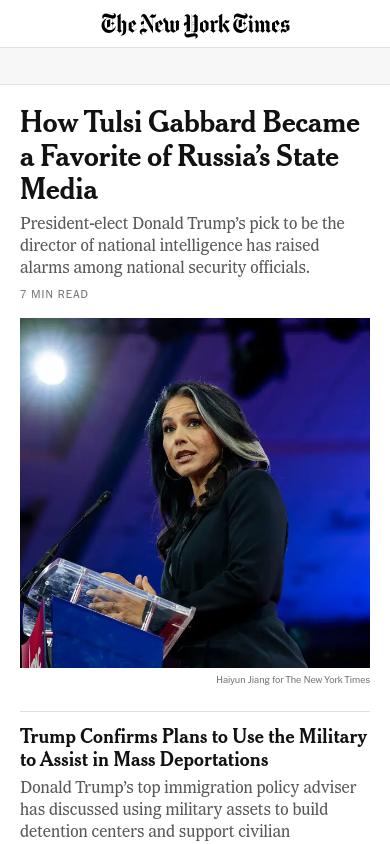 The New York Times
How Tulsi Gabbard Became
a Favorite of Russia’s State
Media
President-elect Donald Trump’s pick to be the
director of national intelligence has raised
alarms among national security officials.
7 MIN READ
Haiyun Jiang for The New York Times
Trump Confirms Plans to Use the Military
to Assist in Mass Deportations
Donald Trump’s top immigration policy adviser
has discussed using military assets to build
detention centers and support civilian